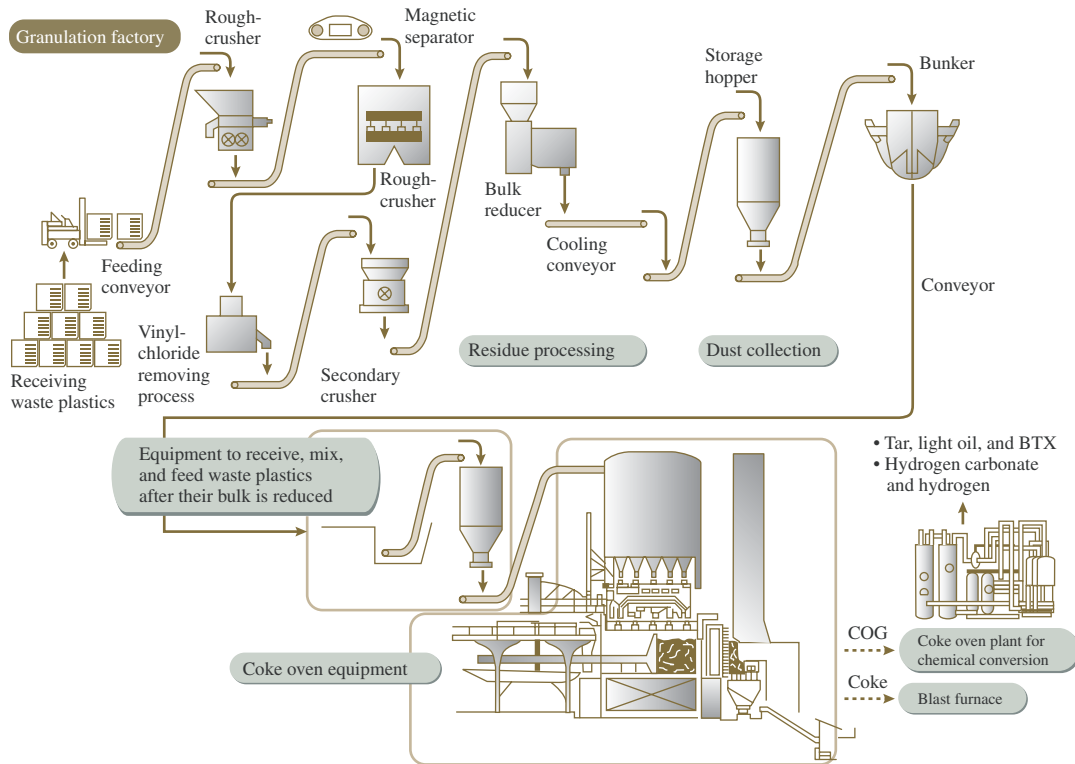 Granulation factory
Rough-
crusher
Magnetic
separator
Storage
hopper
Bunker
Rough-
crusher
Bulk
reducer
Cooling
conveyor
Feeding
conveyor
Conveyor
Receiving
waste plastics
Vinyl-
chloride
removing
process
Secondary
crusher
Residue processing
Dust collection
Equipment to receive, mix,
and feed waste plastics
after their bulk is reduced
• Tar, light oil, and BTX
• Hydrogen carbonate
and hydrogen
Coke oven equipment
COG
Coke oven plant for
chemical conversion
Coke
Blast furnace